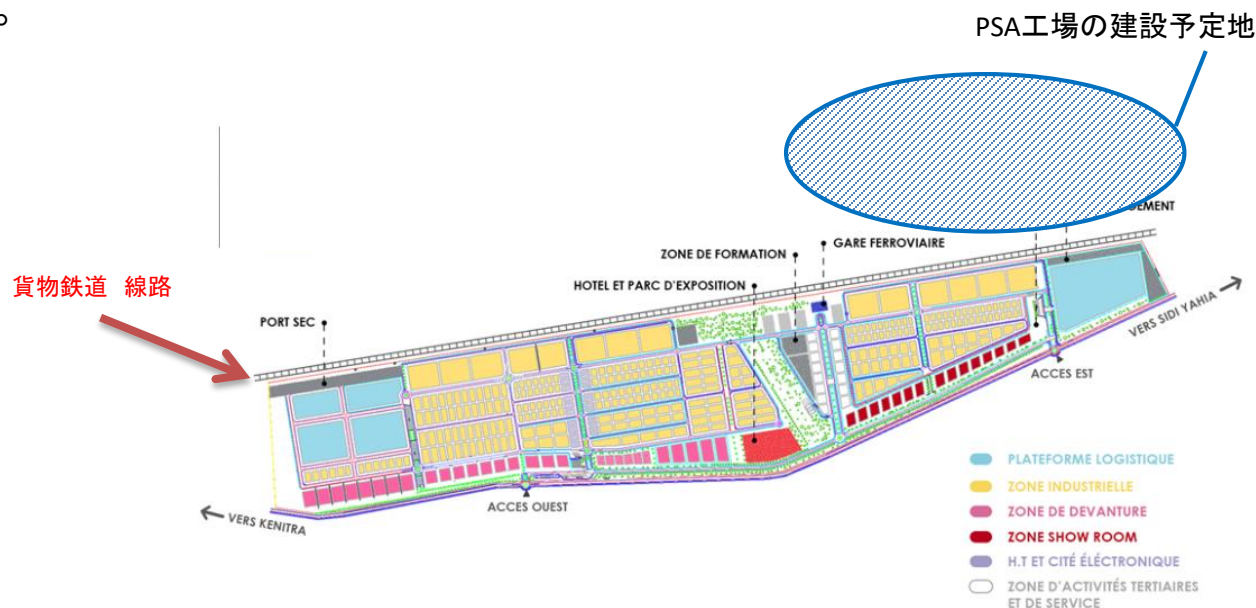 。
PSA工場の建設予定地
EMENT
ZONE DE FORMATION
GARE FERROVIAIRE
貨物鉄道 線路
HOTEL ET PARC D'EXPOSITION
PORT SEC
VERS SIDI YAHIA
ACCES EST
ACCES OUEST
VERS KENITRA
PLATEFORME LOGISTIQUE
ZONE INDUSTRIELLE
ZONE DE DEVANTURE
ZONE SHOW ROOM
H.T ET CITÉ ÉLÉCTRONIQUE
ZONE D'ACTIVITÉS TERTIAIRES
ET DE SERVICE